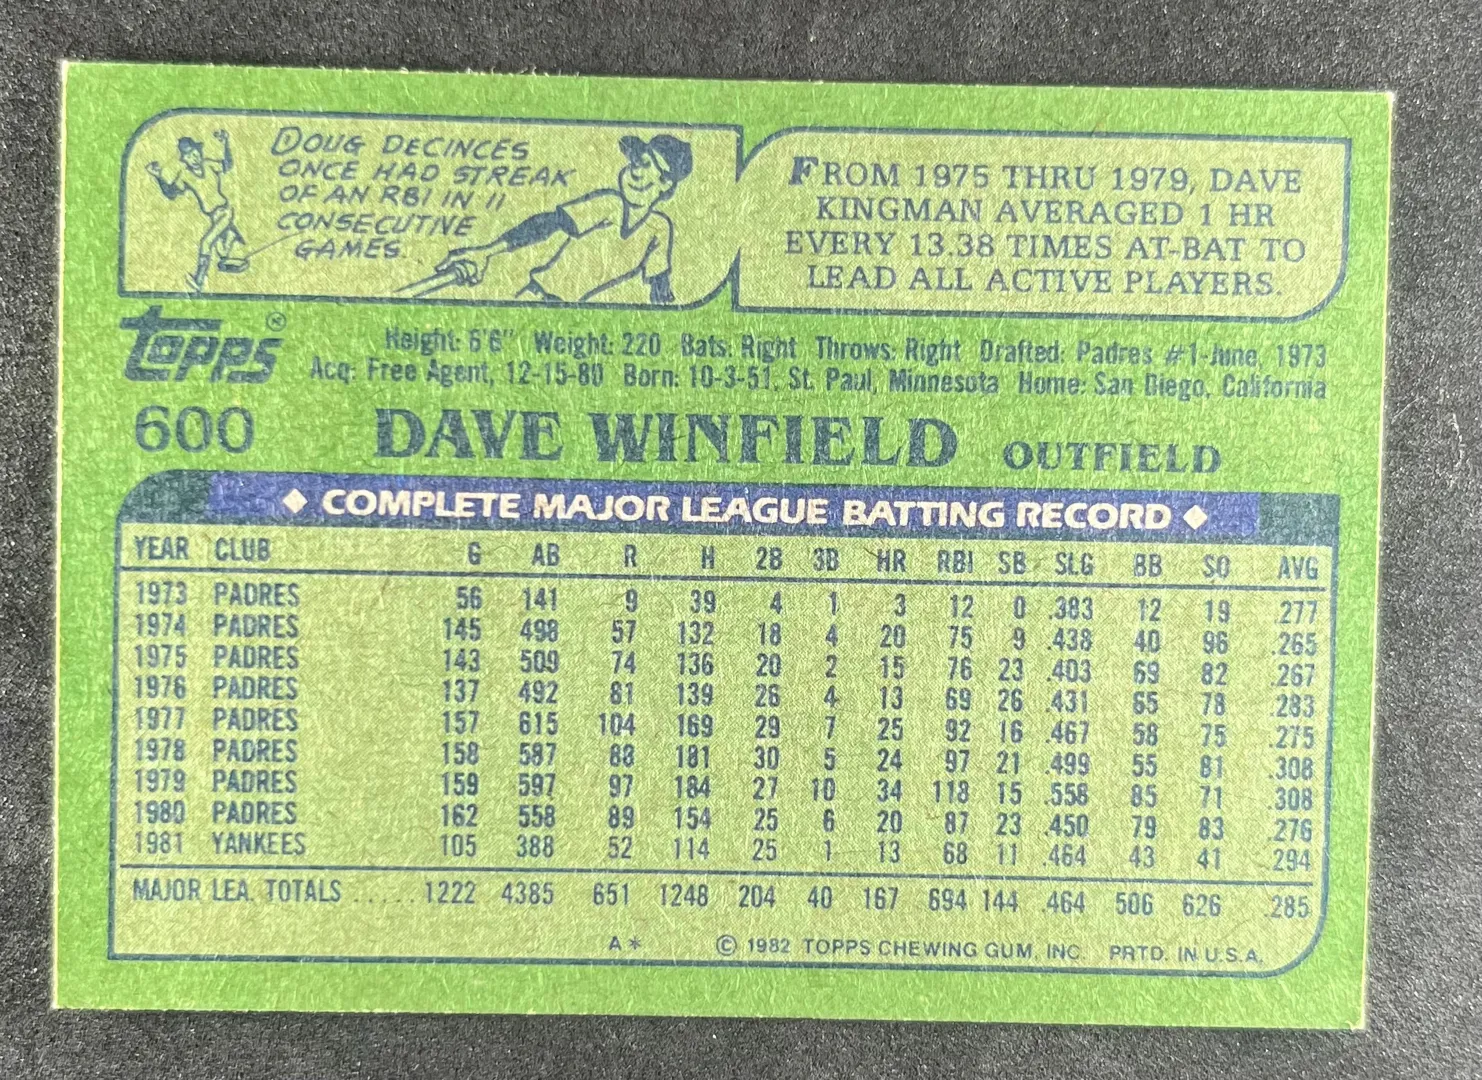 DOUG DECINCES
ONCE HAD STREAK
OF AN RBI IN 11
CONSECUTIVE
GAMES.
FROM 1975 THRU 1979, DAVE
KINGMAN AVERAGED 1 HR
EVERY 13.38 TIMES AT-BAT TO
LEAD ALL ACTIVE PLAYERS.
Topps®
Height: 6'6" Weight: 220 Bats: Right Throws: Right Drafted: Padres #1-June, 1973
Acq: Free Agent, 12-15-80 Born: 10-3-51, St. Paul, Minnesota Home: San Diego, California
600 DAVE WINFIELD OUTFIELD
◆ COMPLETE MAJOR LEAGUE BATTING RECORD ◆
YEAR CLUB G AB R H 2B 3B HR RBI SB SLG BB SO AVG
1973 PADRES 56 141 9 39 4 1 3 12 0 .383 12 19 .277
1974 PADRES 145 498 57 132 18 4 20 75 9 .438 40 96 .265
1975 PADRES 143 509 74 136 20 2 15 76 23 .403 69 82 .267
1976 PADRES 137 492 81 139 26 4 13 69 26 .431 65 78 .283
1977 PADRES 157 615 104 169 29 7 25 92 16 .467 58 75 .275
1978 PADRES 158 587 88 181 30 5 24 97 21 .499 55 81 .308
1979 PADRES 159 597 97 184 27 10 34 118 15 .558 85 71 .308
1980 PADRES 162 558 89 154 25 6 20 87 23 .450 79 83 .276
1981 YANKEES 105 388 52 114 25 1 13 68 11 .464 43 41 .294
MAJOR LEA. TOTALS ..... 1222 4385 651 1248 204 40 167 694 144 .464 506 626 .285
A* © 1982 TOPPS CHEWING GUM, INC. PRTD. IN U.S.A.